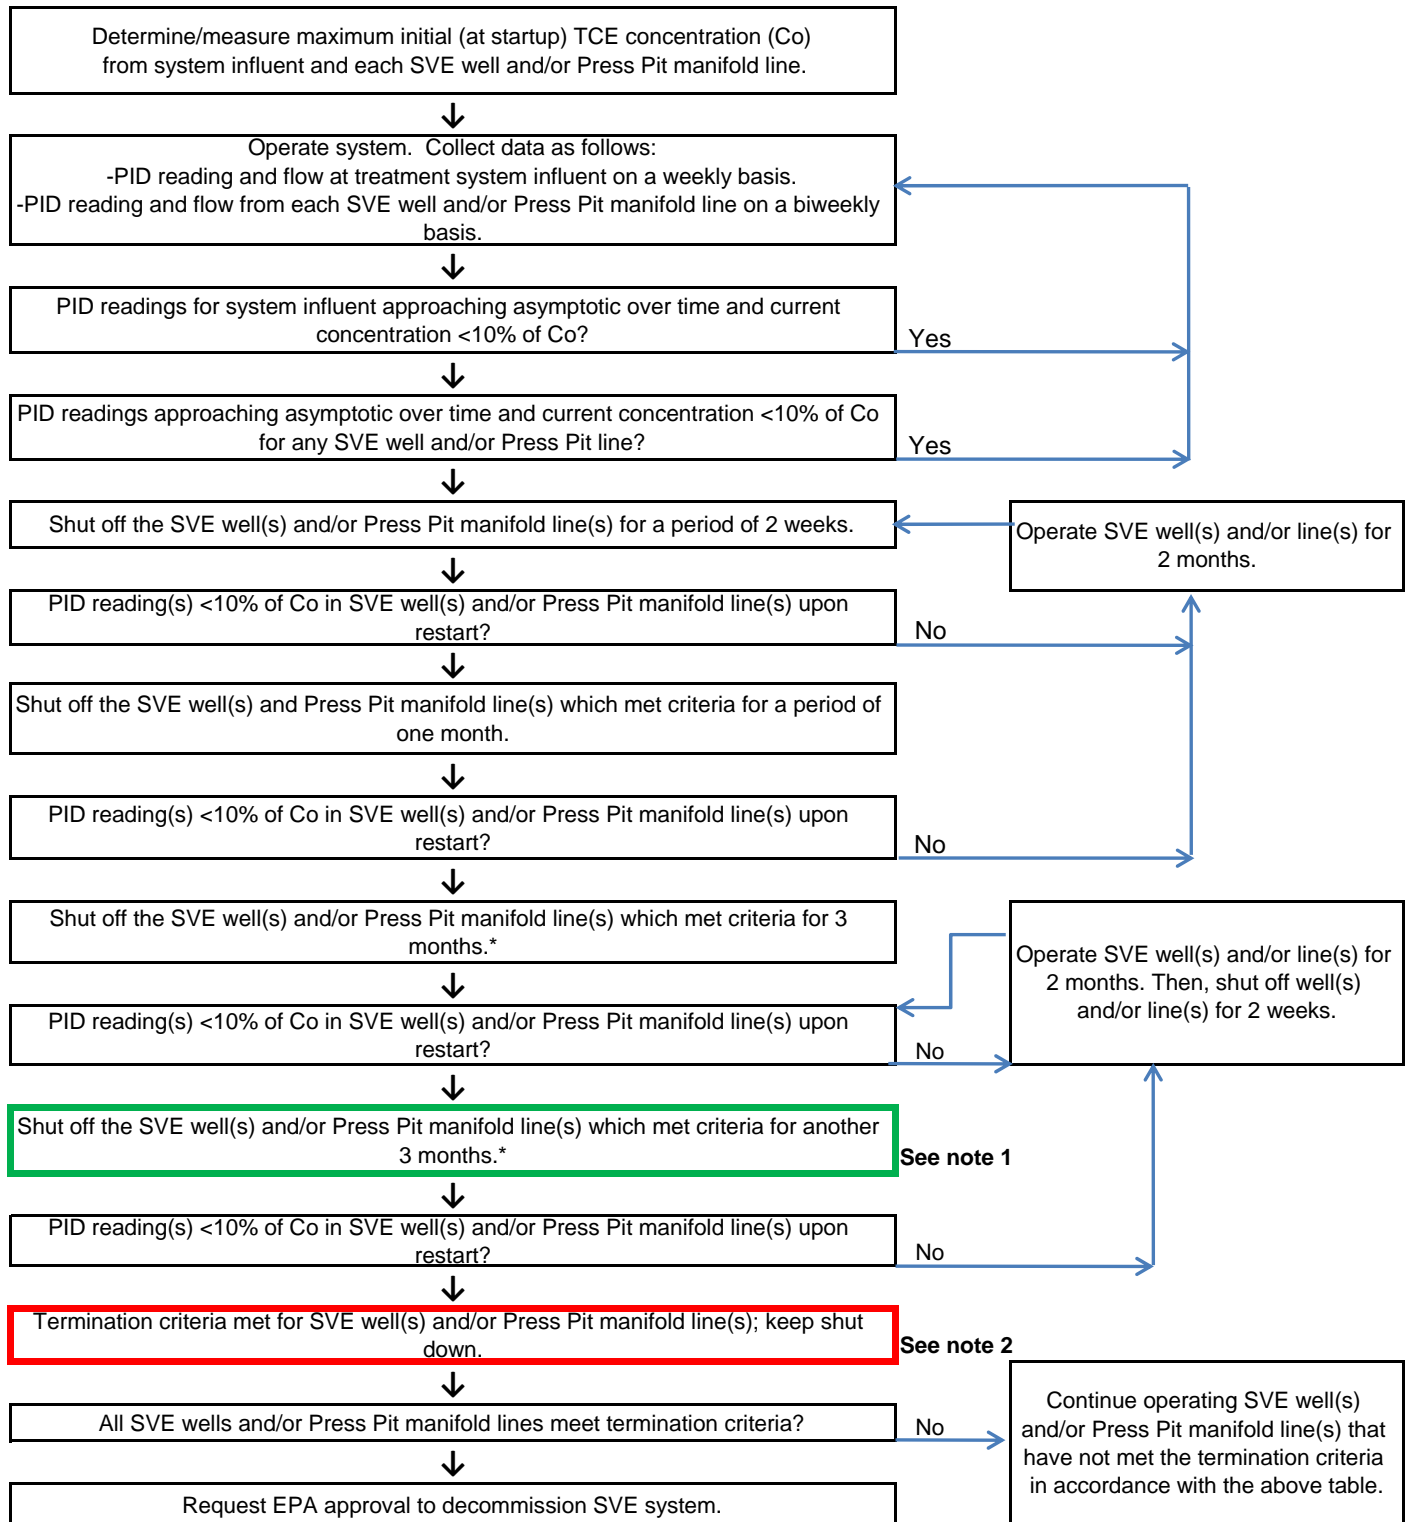 Determine/measure maximum initial (at startup) TCE concentration (Co)
from system influent and each SVE well and/or Press Pit manifold line.
Operate system.  Collect data as follows:
-PID reading and flow at treatment system influent on a weekly basis.
-PID reading and flow from each SVE well and/or Press Pit manifold line on a biweekly
basis.
PID readings for system influent approaching asymptotic over time and current
concentration <10% of Co?
Yes
PID readings approaching asymptotic over time and current concentration <10% of Co
for any SVE well and/or Press Pit line?
Yes
Shut off the SVE well(s) and/or Press Pit manifold line(s) for a period of 2 weeks.
Operate SVE well(s) and/or line(s) for
2 months.
PID reading(s) <10% of Co in SVE well(s) and/or Press Pit manifold line(s) upon
restart?
No
Shut off the SVE well(s) and Press Pit manifold line(s) which met criteria for a period of
one month.
PID reading(s) <10% of Co in SVE well(s) and/or Press Pit manifold line(s) upon
restart?
No
Shut off the SVE well(s) and/or Press Pit manifold line(s) which met criteria for 3
months.*
Operate SVE well(s) and/or line(s) for
2 months. Then, shut off well(s)
and/or line(s) for 2 weeks.
PID reading(s) <10% of Co in SVE well(s) and/or Press Pit manifold line(s) upon
restart?
No
Shut off the SVE well(s) and/or Press Pit manifold line(s) which met criteria for another
3 months.*
See note 1
PID reading(s) <10% of Co in SVE well(s) and/or Press Pit manifold line(s) upon
restart?
No
Termination criteria met for SVE well(s) and/or Press Pit manifold line(s); keep shut
down.
See note 2
All SVE wells and/or Press Pit manifold lines meet termination criteria?
No
Continue operating SVE well(s)
and/or Press Pit manifold line(s) that
have not met the termination criteria
in accordance with the above table.
Request EPA approval to decommission SVE system.